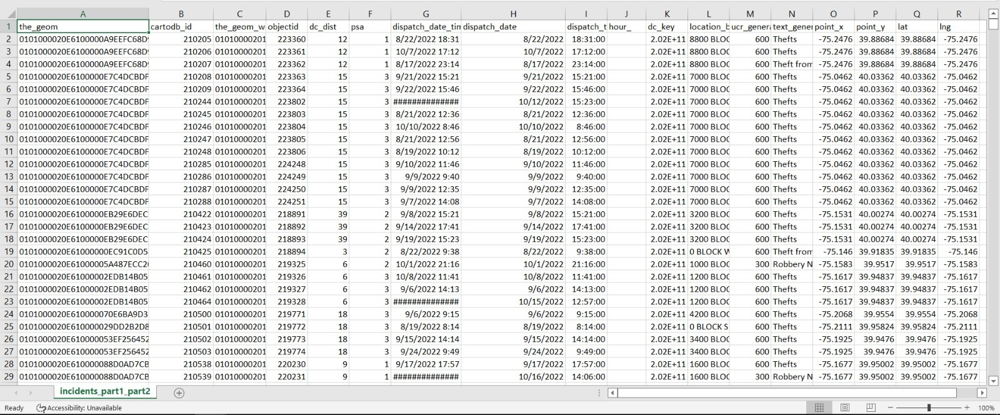 A B C D E F G H I J K L M N O P Q R
1 the_geom cartodb_id the_geom_w objectid dc_dist psa dispatch_date_tim dispatch_date dispatch_t hour_ dc_key location_b ucr_genera text_gener point_x point_y lat lng
2 0101000020E6100000A9EEFC68D9 210205 01010000201 223360 12 1 8/22/2022 18:31 8/22/2022 18:31:00 2.02E+11 8800 BLOC 600 Thefts -75.2476 39.88684 39.88684 -75.2476
3 0101000020E6100000A9EEFC68D9 210206 01010000201 223361 12 1 10/7/2022 17:12 10/7/2022 17:12:00 2.02E+11 8800 BLOC 600 Thefts -75.2476 39.88684 39.88684 -75.2476
4 0101000020E6100000A9EEFC68D9 210207 01010000201 223362 12 1 8/17/2022 23:14 8/17/2022 23:14:00 2.02E+11 8800 BLOC 600 Theft from -75.2476 39.88684 39.88684 -75.2476
5 0101000020E6100000E7C4DCBDF 210208 01010000201 223363 15 3 9/21/2022 15:21 9/21/2022 15:21:00 2.02E+11 7000 BLOC 600 Thefts -75.0462 40.03362 40.03362 -75.0462
6 0101000020E6100000E7C4DCBDF 210209 01010000201 223364 15 3 9/22/2022 15:46 9/22/2022 15:46:00 2.02E+11 7000 BLOC 600 Thefts -75.0462 40.03362 40.03362 -75.0462
7 0101000020E6100000E7C4DCBDF 210244 01010000201 223802 15 3 ############## 10/12/2022 15:23:00 2.02E+11 7000 BLOC 600 Thefts -75.0462 40.03362 40.03362 -75.0462
8 0101000020E6100000E7C4DCBDF 210245 01010000201 223803 15 3 8/21/2022 12:36 8/21/2022 12:36:00 2.02E+11 7000 BLOC 600 Thefts -75.0462 40.03362 40.03362 -75.0462
9 0101000020E6100000E7C4DCBDF 210246 01010000201 223804 15 3 10/10/2022 8:46 10/10/2022 8:46:00 2.02E+11 7000 BLOC 600 Thefts -75.0462 40.03362 40.03362 -75.0462
10 0101000020E6100000E7C4DCBDF 210247 01010000201 223805 15 3 8/21/2022 12:56 8/21/2022 12:56:00 2.02E+11 7000 BLOC 600 Thefts -75.0462 40.03362 40.03362 -75.0462
11 0101000020E6100000E7C4DCBDF 210248 01010000201 223806 15 3 8/19/2022 10:12 8/19/2022 10:12:00 2.02E+11 7000 BLOC 600 Thefts -75.0462 40.03362 40.03362 -75.0462
12 0101000020E6100000E7C4DCBDF 210285 01010000201 224248 15 3 9/10/2022 11:46 9/10/2022 11:46:00 2.02E+11 7000 BLOC 600 Thefts -75.0462 40.03362 40.03362 -75.0462
13 0101000020E6100000E7C4DCBDF 210286 01010000201 224249 15 3 9/9/2022 9:40 9/9/2022 9:40:00 2.02E+11 7000 BLOC 600 Thefts -75.0462 40.03362 40.03362 -75.0462
14 0101000020E6100000E7C4DCBDF 210287 01010000201 224250 15 3 9/9/2022 12:35 9/9/2022 12:35:00 2.02E+11 7000 BLOC 600 Thefts -75.0462 40.03362 40.03362 -75.0462
15 0101000020E6100000E7C4DCBDF 210288 01010000201 224251 15 3 9/7/2022 14:08 9/7/2022 14:08:00 2.02E+11 7000 BLOC 600 Thefts -75.0462 40.03362 40.03362 -75.0462
16 0101000020E6100000EB29E6DEC 210422 01010000201 218891 39 2 9/8/2022 15:21 9/8/2022 15:21:00 2.02E+11 3200 BLOC 600 Thefts -75.1531 40.00274 40.00274 -75.1531
17 0101000020E6100000EB29E6DEC 210423 01010000201 218892 39 2 9/14/2022 17:41 9/14/2022 17:41:00 2.02E+11 3200 BLOC 600 Thefts -75.1531 40.00274 40.00274 -75.1531
18 0101000020E6100000EB29E6DEC 210424 01010000201 218893 39 2 9/19/2022 15:23 9/19/2022 15:23:00 2.02E+11 3200 BLOC 600 Thefts -75.1531 40.00274 40.00274 -75.1531
19 0101000020E61000000EC91C0D5 210425 01010000201 218894 3 2 8/22/2022 9:38 8/22/2022 9:38:00 2.02E+11 0 BLOCK W 600 Theft from -75.146 39.91835 39.91835 -75.146
20 0101000020E61000005A487ECC20 210460 01010000201 219325 6 2 10/1/2022 21:16 10/1/2022 21:16:00 2.02E+11 1000 BLOC 300 Robbery N -75.1583 39.9517 39.9517 -75.1583
21 0101000020E61000002EDB14B05 210461 01010000201 219326 6 3 10/8/2022 11:41 10/8/2022 11:41:00 2.02E+11 1200 BLOC 600 Thefts -75.1617 39.94837 39.94837 -75.1617
22 0101000020E61000002EDB14B05 210462 01010000201 219327 6 3 9/6/2022 14:13 9/6/2022 14:13:00 2.02E+11 1200 BLOC 600 Thefts -75.1617 39.94837 39.94837 -75.1617
23 0101000020E61000002EDB14B05 210464 01010000201 219328 6 3 ############## 10/15/2022 12:57:00 2.02E+11 1200 BLOC 600 Thefts -75.1617 39.94837 39.94837 -75.1617
24 0101000020E610000070E6BA9D3 210500 01010000201 219771 18 3 9/6/2022 9:15 9/6/2022 9:15:00 2.02E+11 4200 BLOC 600 Thefts -75.2068 39.9554 39.9554 -75.2068
25 0101000020E610000029DD2B2D8 210501 01010000201 219772 18 3 8/19/2022 8:14 8/19/2022 8:14:00 2.02E+11 0 BLOCK S 600 Thefts -75.2111 39.95824 39.95824 -75.2111
26 0101000020E610000053EF256452 210502 01010000201 219773 18 3 9/15/2022 14:14 9/15/2022 14:14:00 2.02E+11 3400 BLOC 600 Thefts -75.1925 39.9476 39.9476 -75.1925
27 0101000020E610000053EF256452 210503 01010000201 219774 18 3 9/24/2022 9:49 9/24/2022 9:49:00 2.02E+11 3400 BLOC 600 Thefts -75.1925 39.9476 39.9476 -75.1925
28 0101000020E610000088D0AD7CB 210538 01010000201 220230 9 1 9/17/2022 17:57 9/17/2022 17:57:00 2.02E+11 1600 BLOC 600 Thefts -75.1677 39.95002 39.95002 -75.1677
29 0101000020E610000088D0AD7CB 210539 01010000201 220231 9 1 ############## 10/16/2022 14:06:00 2.02E+11 1600 BLOC 300 Robbery N -75.1677 39.95002 39.95002 -75.1677
incidents_part1_part2
Ready Accessibility: Unavailable 100%